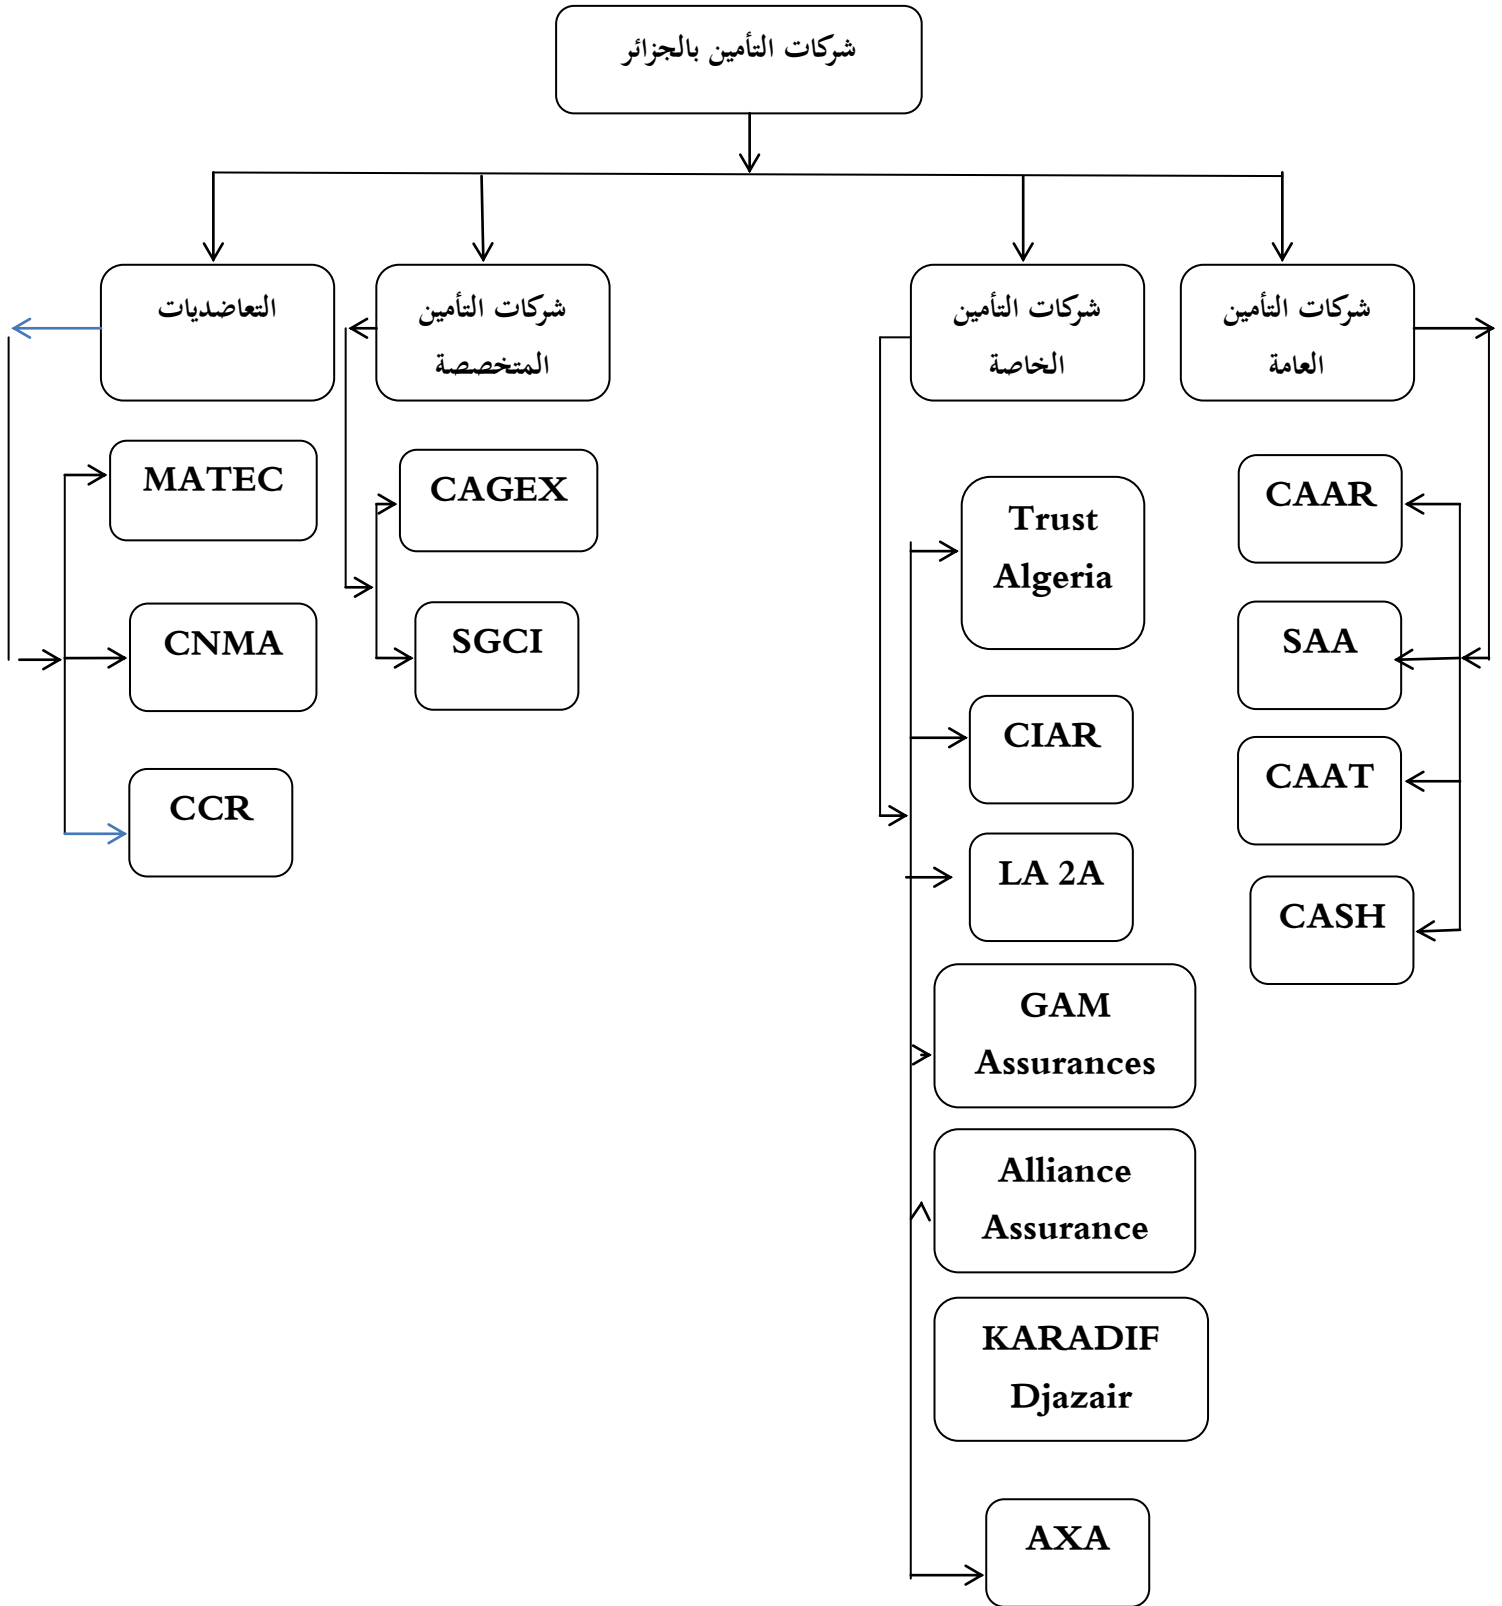 شركات التأمين بالجزائر
شركات التأمين
العامة
شركات التأمين
الخاصة
شركات التأمين
المتخصصة
التعاضديات
CAAR
SAA
CAAT
CASH
Trust
Algeria
CIAR
LA 2A
GAM
Assurances
Alliance
Assurance
KARADIF
Djazair
AXA
CAGEX
SGCI
MATEC
CNMA
CCR